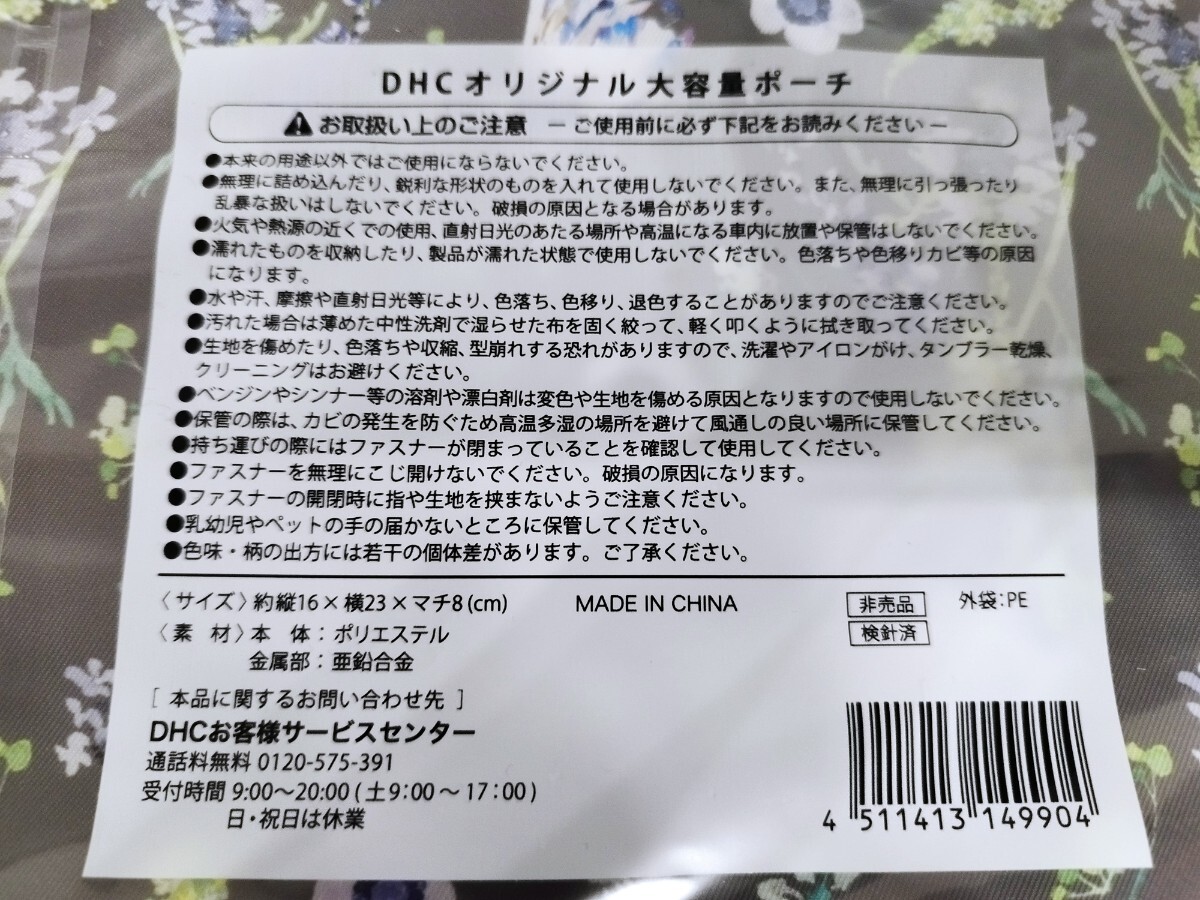 DHCオリジナル大容量ポーチ
⚠お取扱い上のご注意 －ご使用前に必ず下記をお読みください－
●本来の用途以外ではご使用にならないでください。
●無理に詰め込んだり、鋭利な形状のものを入れて使用しないでください。また、無理に引っ張ったり
乱暴な扱いはしないでください。破損の原因となる場合があります。
●火気や熱源の近くでの使用、直射日光のあたる場所や高温になる車内に放置や保管はしないでください。
●濡れたものを収納したり、製品が濡れた状態で使用しないでください。色落ちや色移りカビ等の原因
になります。
●水や汗、摩擦や直射日光等により、色落ち、色移り、退色することがありますのでご注意ください。
●汚れた場合は薄めた中性洗剤で湿らせた布を固く絞って、軽く叩くように拭き取ってください。
●生地を傷めたり、色落ちや収縮、型崩れする恐れがありますので、洗濯やアイロンがけ、タンブラー乾燥、
クリーニングはお避けください。
●ベンジンやシンナー等の溶剤や漂白剤は変色や生地を傷める原因となりますので使用しないでください。
●保管の際は、カビの発生を防ぐため高温多湿の場所を避けて風通しの良い場所に保管してください。
●持ち運びの際にはファスナーが閉まっていることを確認して使用してください。
●ファスナーを無理にこじ開けないでください。破損の原因になります。
●ファスナーの開閉時に指や生地を挟まないようご注意ください。
●乳幼児やペットの手の届かないところに保管してください。
●色味・柄の出方には若干の個体差があります。ご了承ください。
〈サイズ〉約縦16×横23×マチ8(cm) MADE IN CHINA 非売品 外袋:PE
〈素 材〉本 体：ポリエステル 検針済
金属部：亜鉛合金
［ 本品に関するお問い合わせ先 ］
DHCお客様サービスセンター
通話料無料 0120-575-391
受付時間 9:00～20:00 (土9:00～17:00)
日・祝日は休業
4 511413 149904